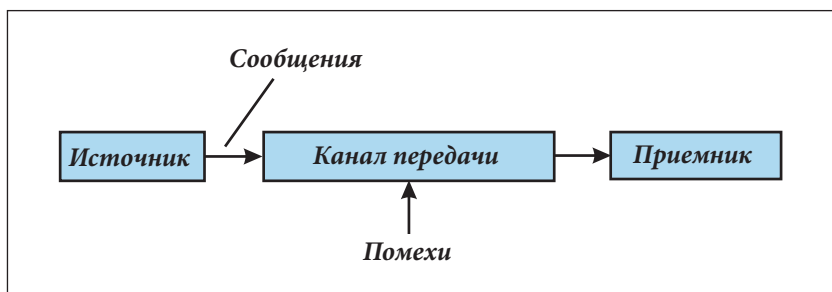 Сообщения
Источник
Канал передачи
Приемник
Помехи